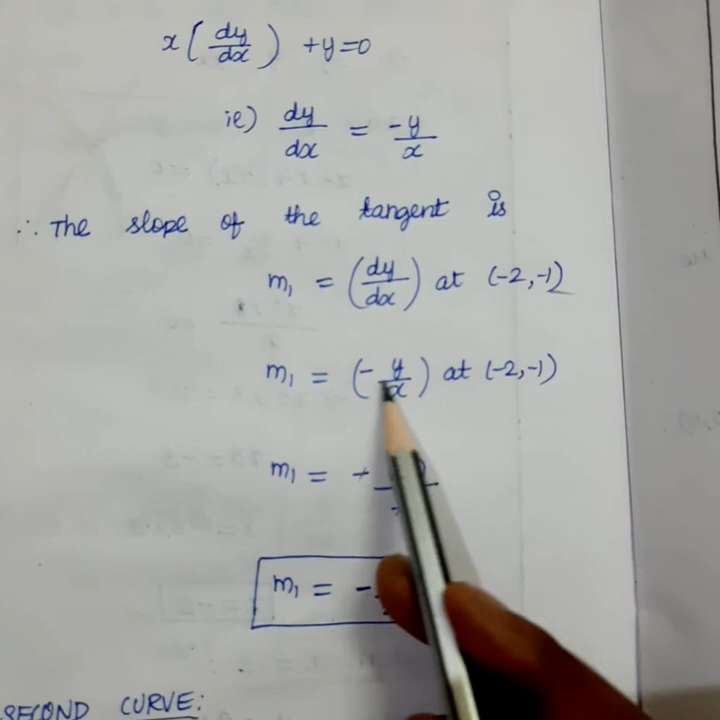 x(dy/dx) +y=0
ie) dy/dx = -y/x
∴ The slope of the tangent is
m₁ = (dy/dx) at (-2,-1)
m₁ = (-y/x) at (-2,-1)
m₁ =
m₁ = -
SECOND CURVE: